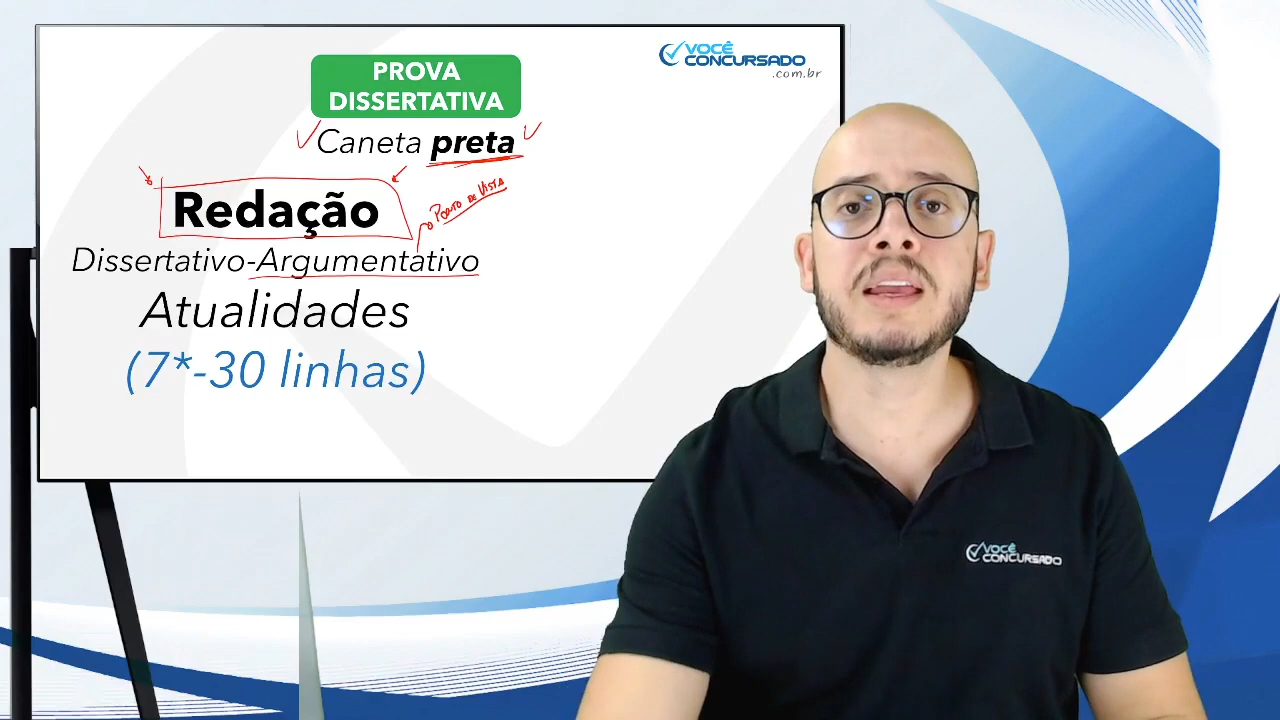 PROVA
DISSERTATIVA
Caneta preta
Redação
PONTO DE VISTA
Dissertativo-Argumentativo
Atualidades
(7*-30 linhas)
VOCÊ
CONCURSADO
.com.br
VOCÊ
CONCURSADO